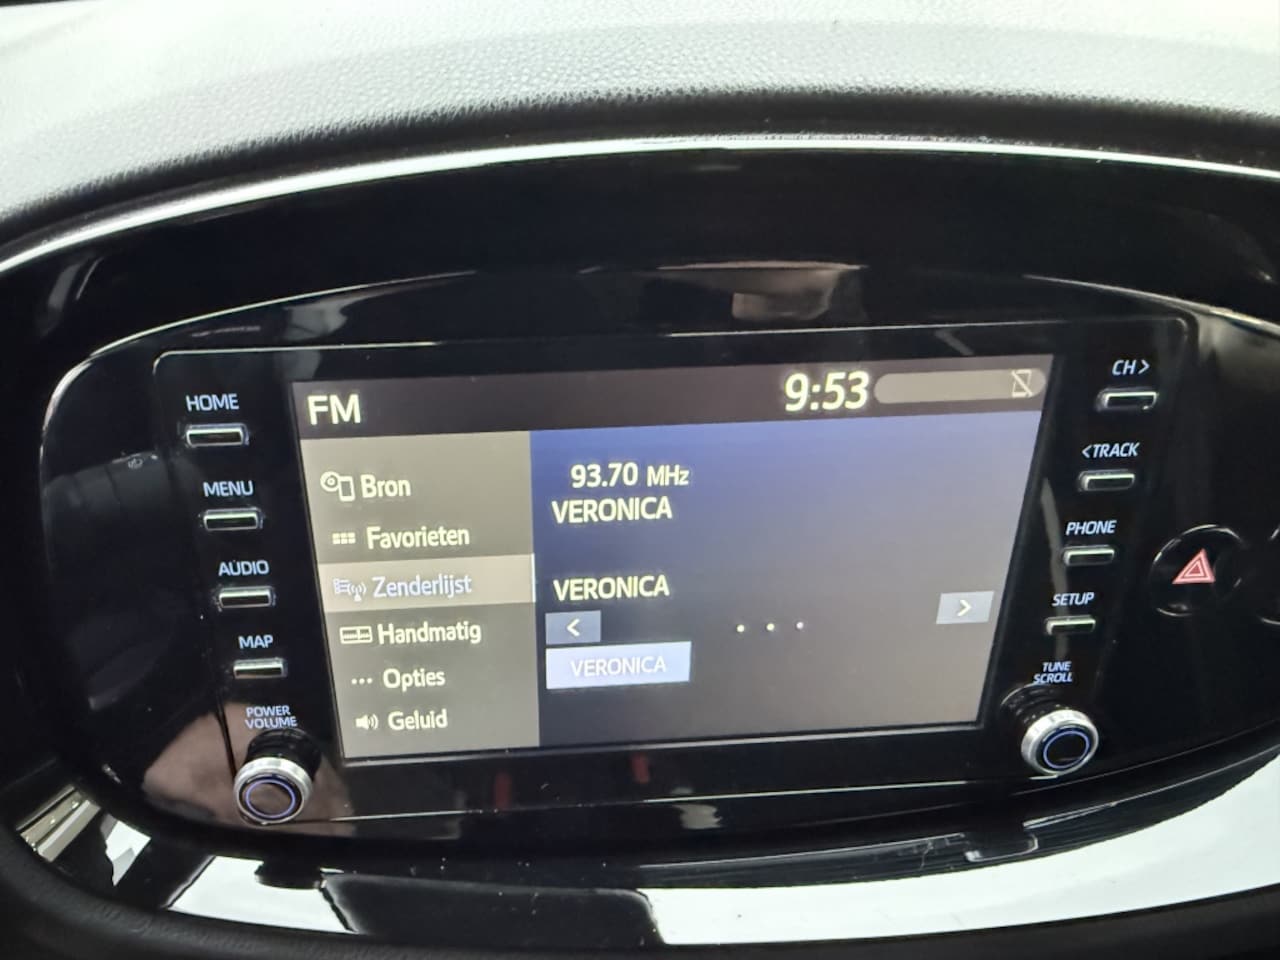 HOME
MENU
AUDIO
MAP
POWER
VOLUME
FM
9:53
Bron
Favorieten
Zenderlijst
Handmatig
Opties
Geluid
93.70 MHz
VERONICA
VERONICA
<
>
VERONICA
CH>
<TRACK
PHONE
SETUP
TUNE
SCROLL